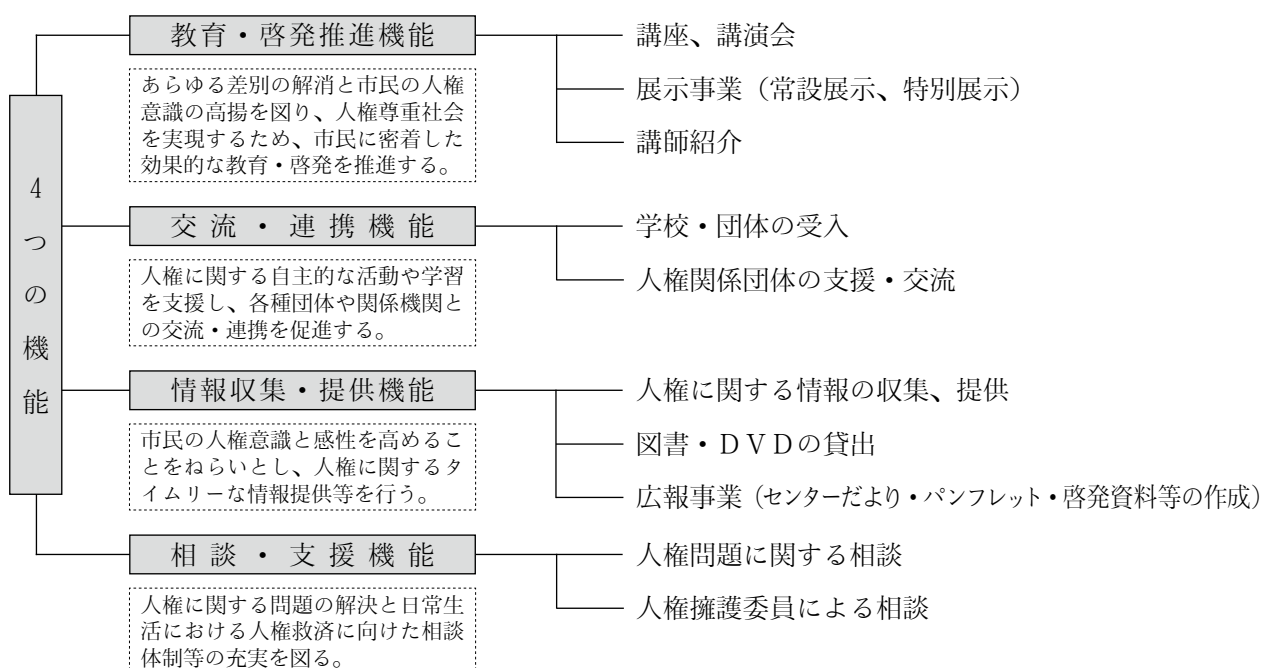 4つの機能
教育・啓発推進機能
あらゆる差別の解消と市民の人権
意識の高揚を図り、人権尊重社会
を実現するため、市民に密着した
効果的な教育・啓発を推進する。
講座、講演会
展示事業（常設展示、特別展示）
講師紹介
交流・連携機能
人権に関する自主的な活動や学習
を支援し、各種団体や関係機関と
の交流・連携を促進する。
学校・団体の受入
人権関係団体の支援・交流
情報収集・提供機能
市民の人権意識と感性を高めるこ
とをねらいとし、人権に関するタ
イムリーな情報提供等を行う。
人権に関する情報の収集、提供
図書・ＤＶＤの貸出
広報事業（センターだより・パンフレット・啓発資料等の作成）
相談・支援機能
人権に関する問題の解決と日常生
活における人権救済に向けた相談
体制等の充実を図る。
人権問題に関する相談
人権擁護委員による相談